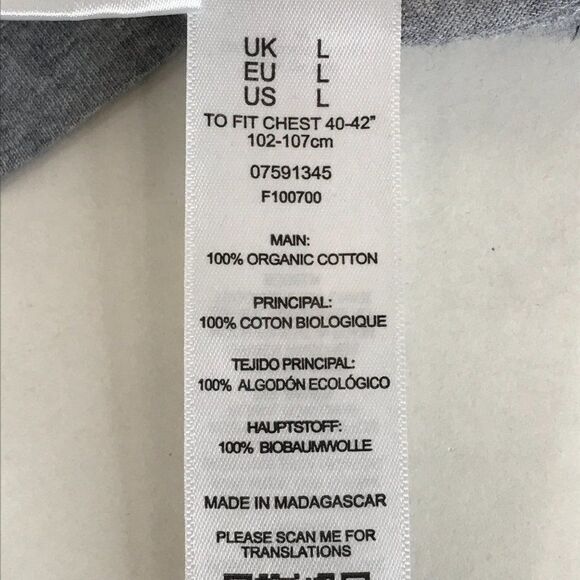 UK L
EU L
US L
TO FIT CHEST 40-42"
102-107cm
07591345
F100700
MAIN:
100% ORGANIC COTTON
PRINCIPAL:
100% COTON BIOLOGIQUE
TEJIDO PRINCIPAL:
100% ALGODÓN ECOLÓGICO
HAUPTSTOFF:
100% BIOBAUMWOLLE
MADE IN MADAGASCAR
PLEASE SCAN ME FOR
TRANSLATIONS